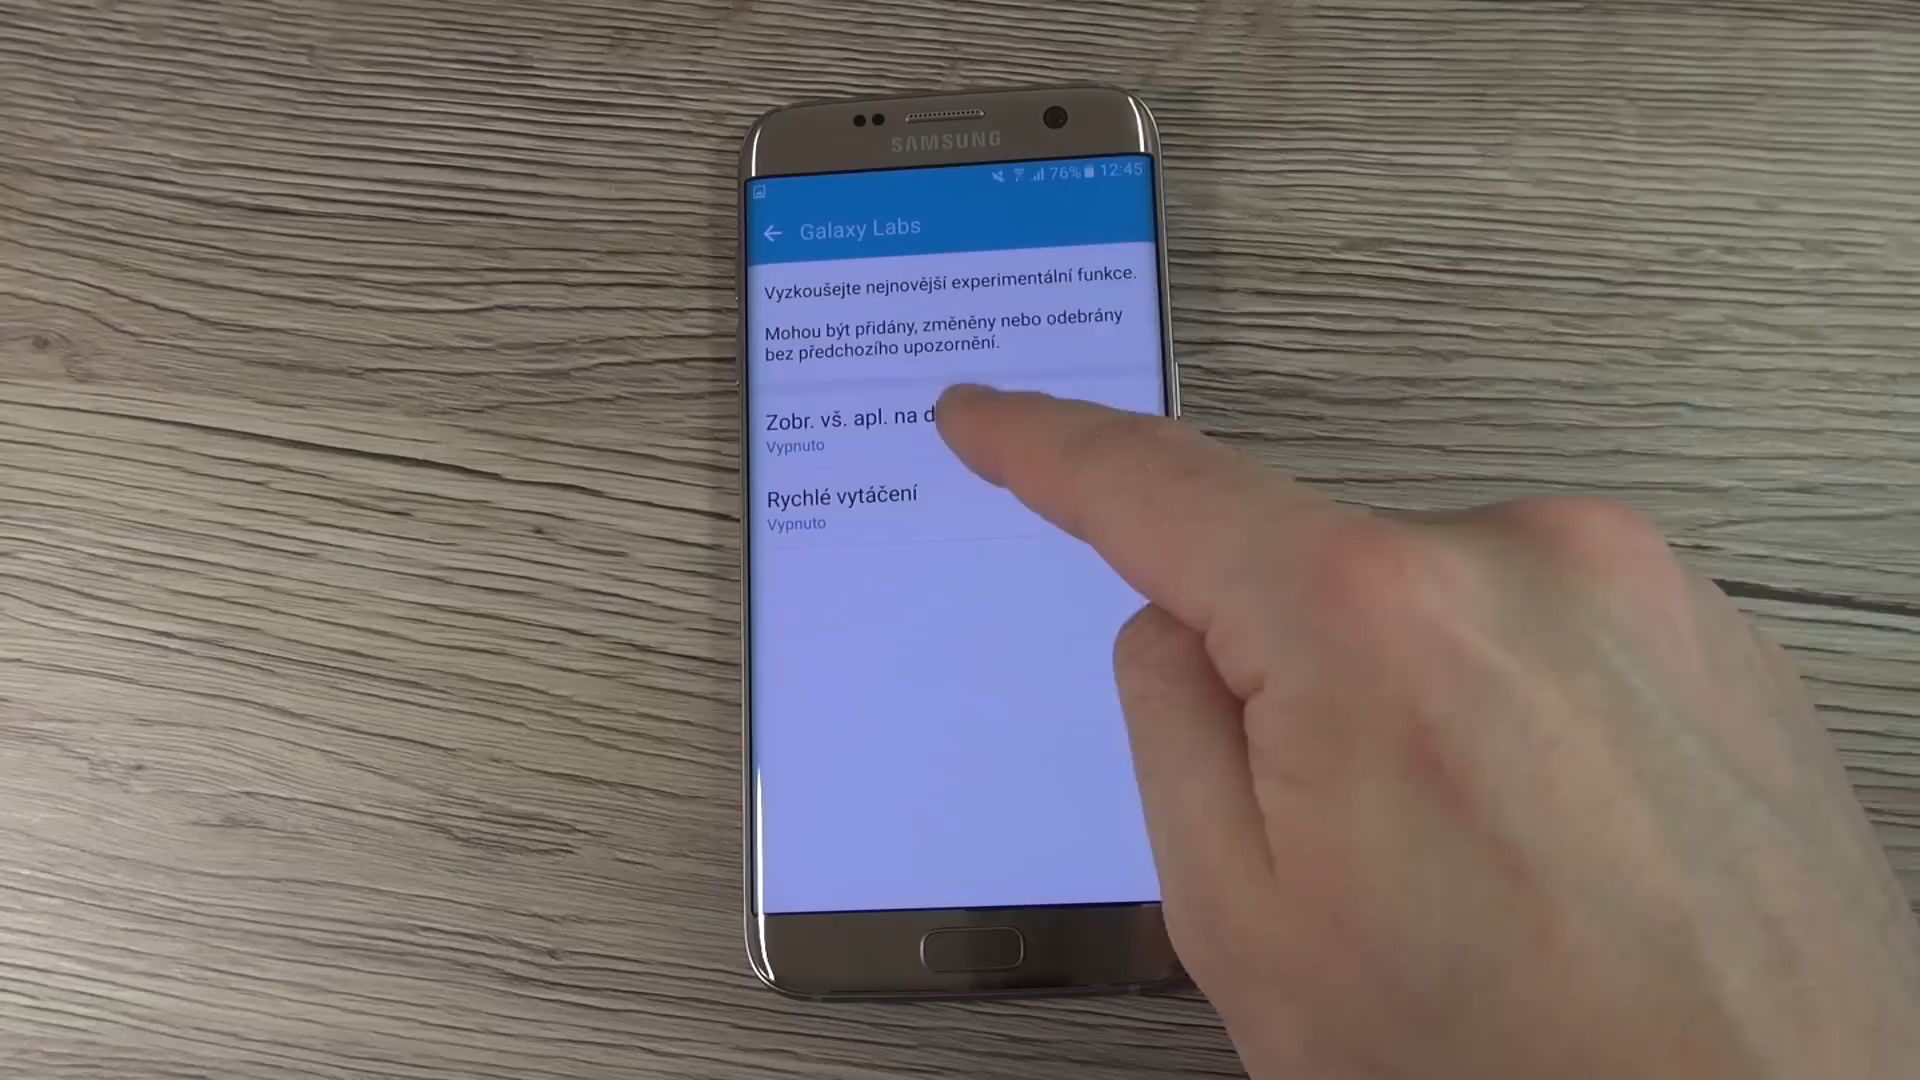 SAMSUNG
76% 12:45
Galaxy Labs
Vyzkoušejte nejnovější experimentální funkce.
Mohou být přidány, změněny nebo odebrány
bez předchozího upozornění.
Zobr. vš. apl. na
Vypnuto
Rychlé vytáčení
Vypnuto